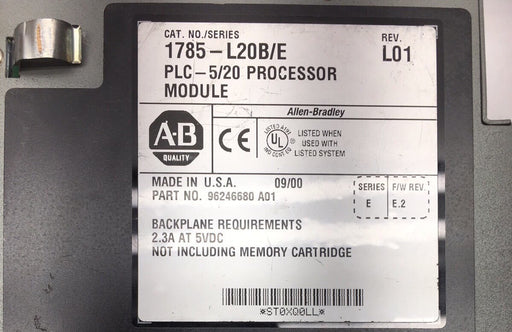 CAT. NO./SERIES
1785-L20B/E
PLC-5/20 PROCESSOR
MODULE
REV.
L01
Allen-Bradley
A-B
QUALITY
CE
UL
LISTED WHEN
USED WITH
LISTED SYSTEM
MADE IN U.S.A. 09/00
PART NO. 96246680 A01
SERIES F/W REV.
E E.2
BACKPLANE REQUIREMENTS
2.3A AT 5VDC
NOT INCLUDING MEMORY CARTRIDGE
*ST0XQ0LL*